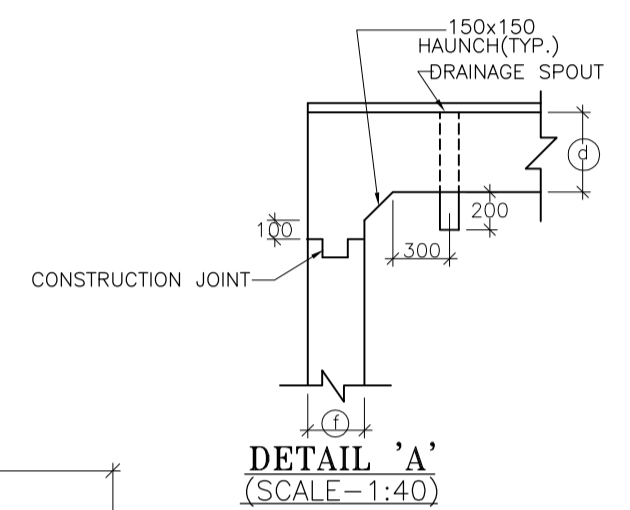 150x150
HAUNCH(TYP.)
DRAINAGE SPOUT
d
200
100
300
CONSTRUCTION JOINT
f
DETAIL 'A'
(SCALE-1:40)